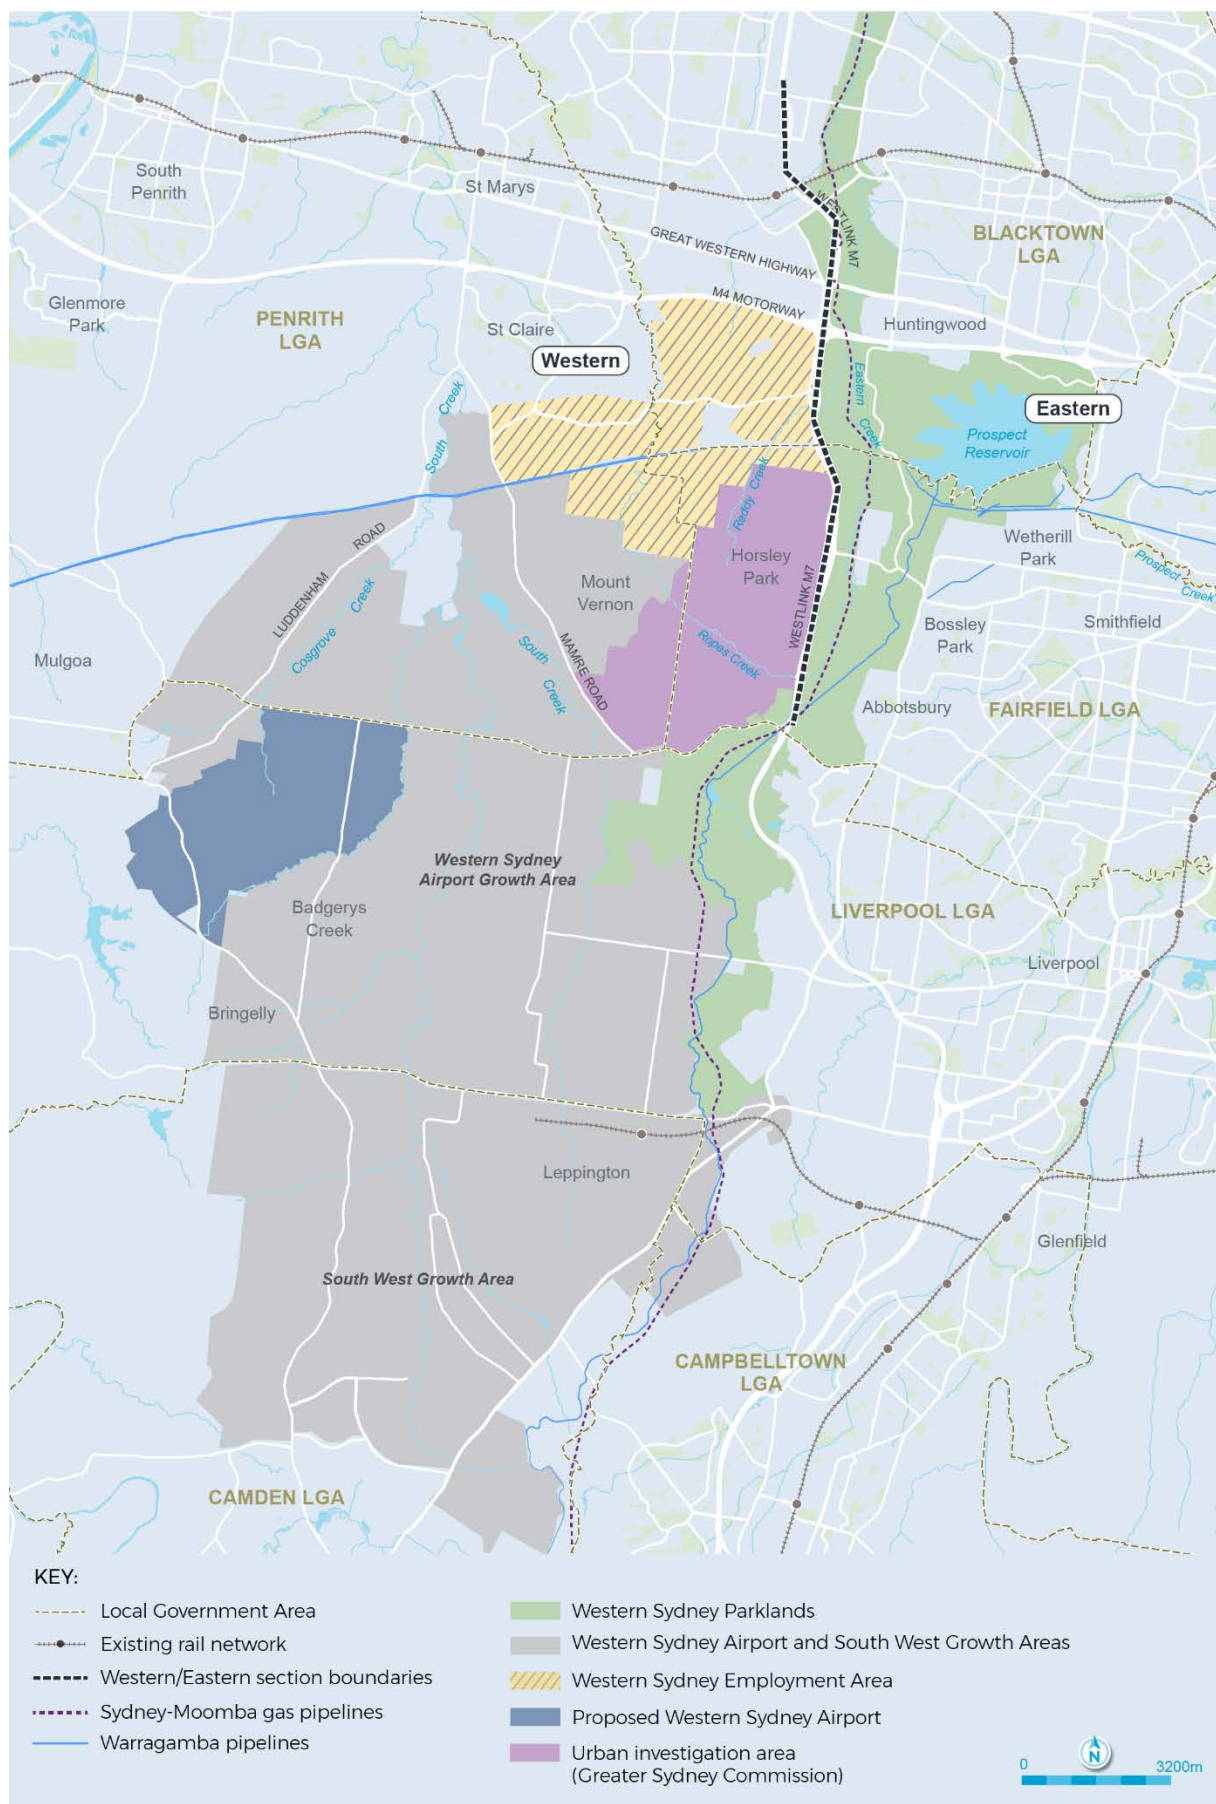 South
Penrith
St Marys
WESTLINK M7
BLACKTOWN
LGA
GREAT WESTERN HIGHWAY
Glenmore
Park
PENRITH
LGA
M4 MOTORWAY
St Claire
Huntingwood
Western
Eastern
Creek
Eastern
South
Creek
Prospect
Reservoir
Reddy Creek
LUDDENHAM
ROAD
Wetherill
Park
Horsley
Park
Mount
Vernon
Prospect
Creek
Cosgrove
Creek
WESTLINK M7
Bossley
Park
Smithfield
Mulgoa
South
Creek
MAMRE ROAD
Ropes Creek
Abbotsbury
FAIRFIELD LGA
Western Sydney
Airport Growth Area
Badgerys
Creek
LIVERPOOL LGA
Liverpool
Bringelly
Leppington
Glenfield
South West Growth Area
CAMPBELLTOWN
LGA
CAMDEN LGA
KEY:
Local Government Area
Existing rail network
Western/Eastern section boundaries
Sydney-Moomba gas pipelines
Warragamba pipelines
Western Sydney Parklands
Western Sydney Airport and South West Growth Areas
Western Sydney Employment Area
Proposed Western Sydney Airport
Urban investigation area
(Greater Sydney Commission)
N
0 3200m